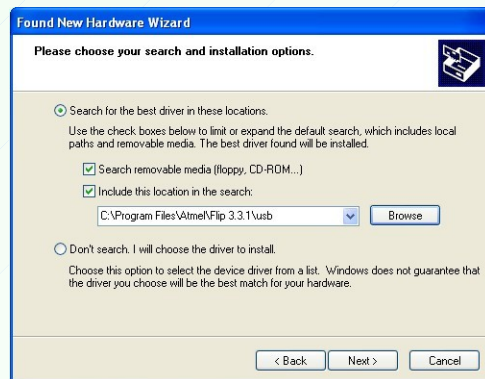 Found New Hardware Wizard
Please choose your search and installation options.
Search for the best driver in these locations.
Use the check boxes below to limit or expand the default search, which includes local
paths and removable media. The best driver found will be installed.
Search removable media (floppy, CD-ROM...)
Include this location in the search:
C:\Program Files\Atmel\Flip 3.3.1\usb
Browse
Don't search. I will choose the driver to install.
Choose this option to select the device driver from a list. Windows does not guarantee that
the driver you choose will be the best match for your hardware.
< Back Next > Cancel